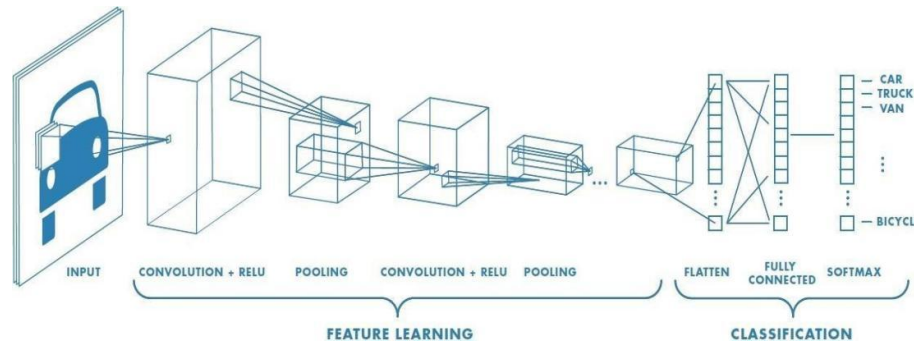 CAR
TRUCK
VAN
BICYCL
INPUT
CONVOLUTION + RELU
POOLING
CONVOLUTION + RELU
POOLING
FLATTEN
FULLY
CONNECTED
SOFTMAX
FEATURE LEARNING
CLASSIFICATION